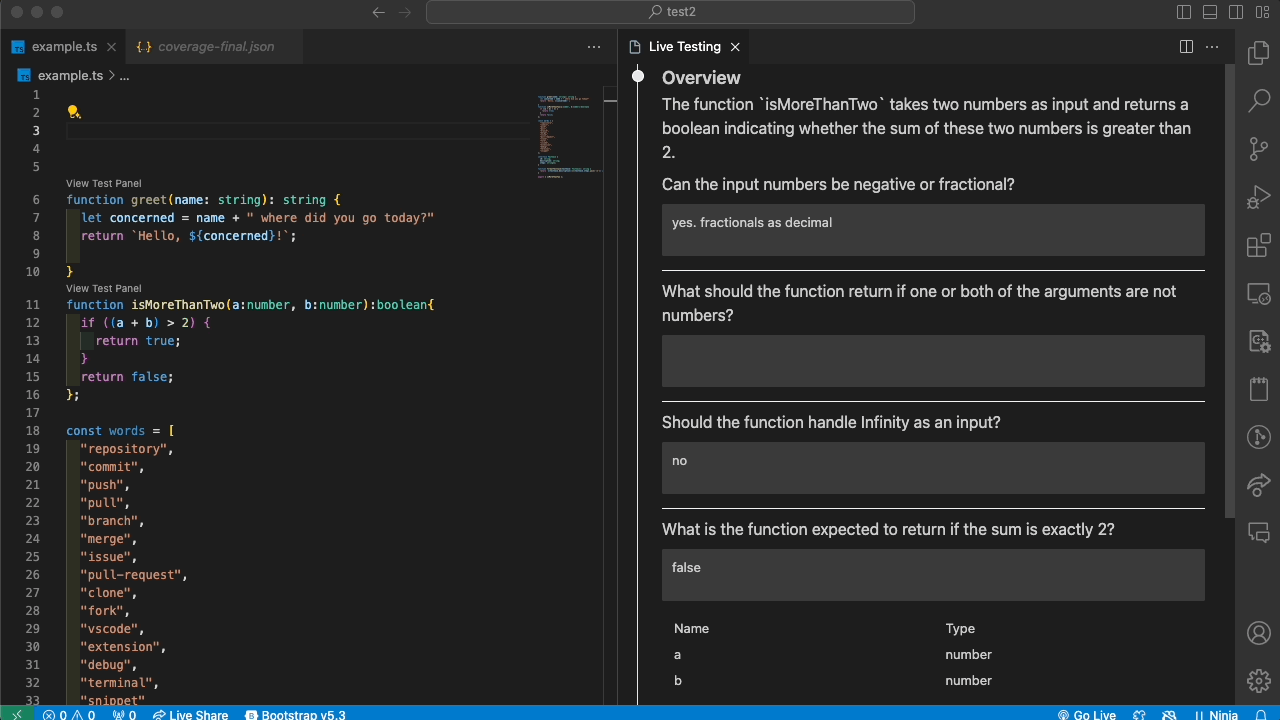 test2
example.ts
coverage-final.json
example.ts > ...
1
2
3
4
5
View Test Panel
6 function greet(name: string): string {
7 let concerned = name + " where did you go today?"
8 return `Hello, ${concerned}!`;
9
10 }
View Test Panel
11 function isMoreThanTwo(a:number, b:number):boolean{
12 if ((a + b) > 2) {
13 return true;
14 }
15 return false;
16 };
17
18 const words = [
19 "repository",
20 "commit",
21 "push",
22 "pull",
23 "branch",
24 "merge",
25 "issue",
26 "pull-request",
27 "clone",
28 "fork",
29 "vscode",
30 "extension",
31 "debug",
32 "terminal",
33 "snippet"
Live Testing
Overview
The function `isMoreThanTwo` takes two numbers as input and returns a
boolean indicating whether the sum of these two numbers is greater than
2.
Can the input numbers be negative or fractional?
yes. fractionals as decimal
What should the function return if one or both of the arguments are not
numbers?
Should the function handle Infinity as an input?
no
What is the function expected to return if the sum is exactly 2?
false
Name Type
a number
b number
0 0 0 Live Share Bootstrap v5.3
Go Live Ninja